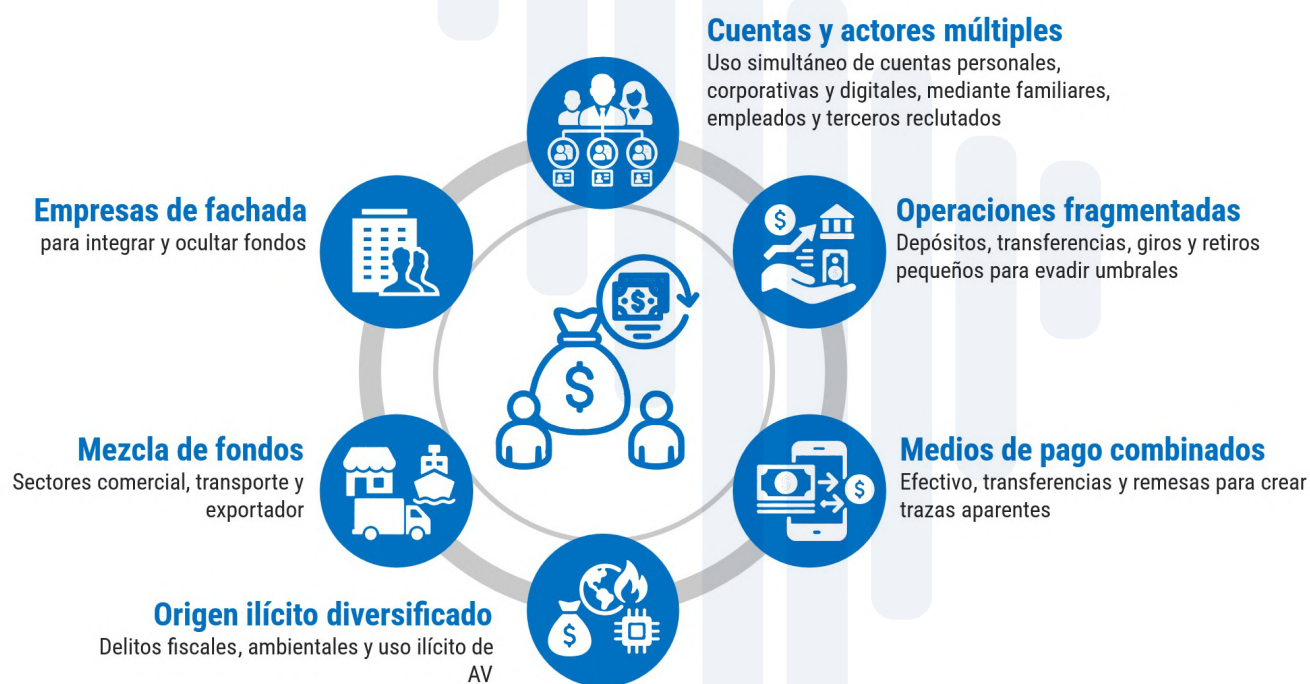 Cuentas y actores múltiples
Uso simultáneo de cuentas personales,
corporativas y digitales, mediante familiares,
empleados y terceros reclutados
Operaciones fragmentadas
Depósitos, transferencias, giros y retiros
pequeños para evadir umbrales
Medios de pago combinados
Efectivo, transferencias y remesas para crear
trazas aparentes
Origen ilícito diversificado
Delitos fiscales, ambientales y uso ilícito de
AV
Mezcla de fondos
Sectores comercial, transporte y
exportador
Empresas de fachada
para integrar y ocultar fondos